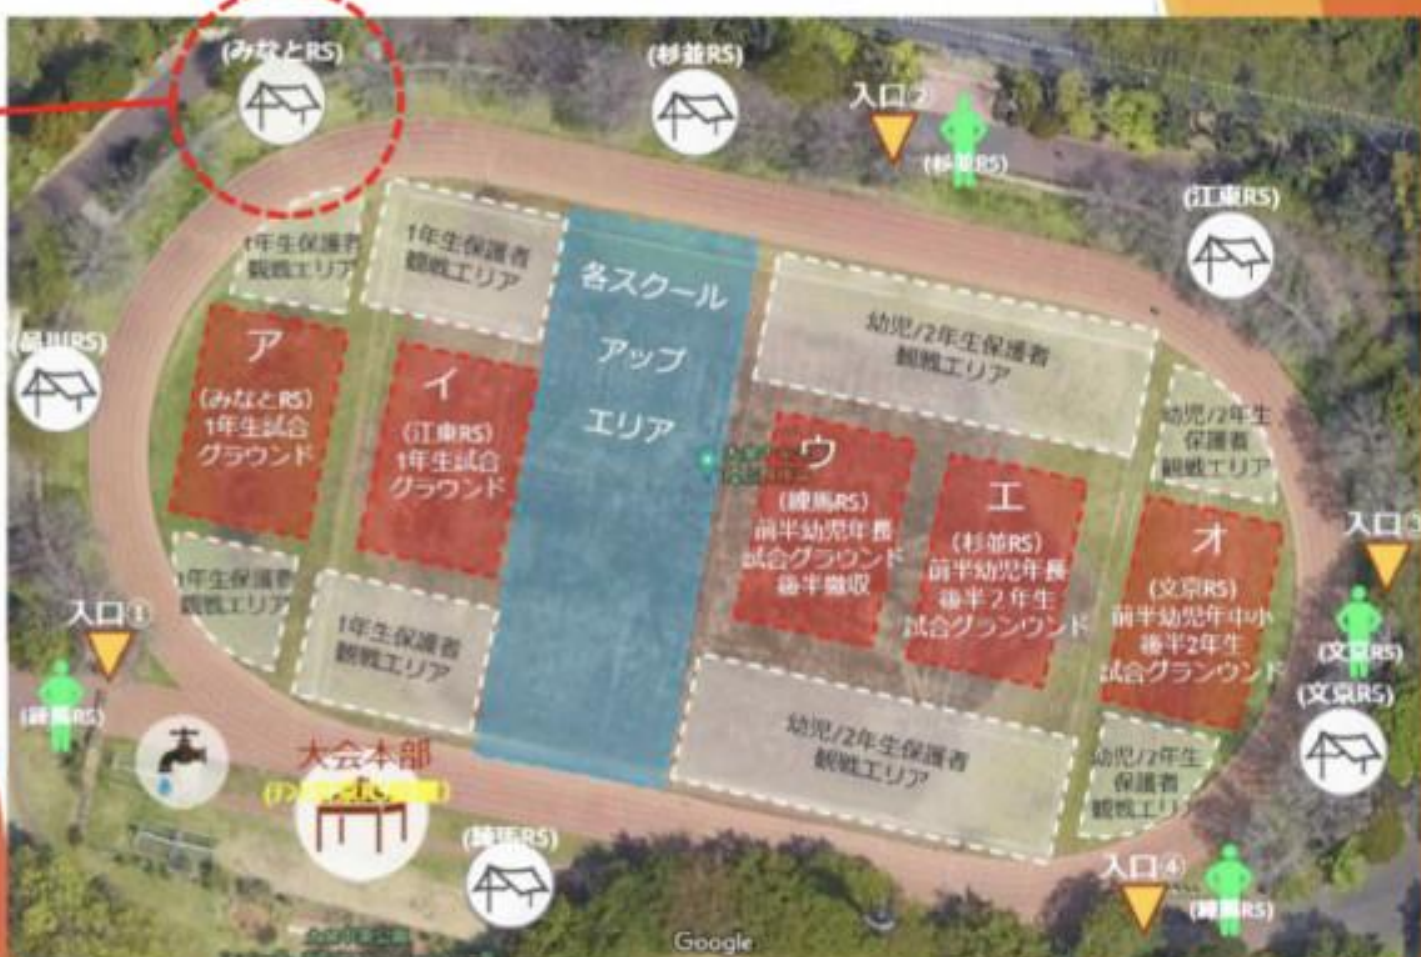 (みなとRS)
(杉並RS)
入口②
(杉並RS)
(江東RS)
1年生保護者
観戦エリア
1年生保護者
観戦エリア
各スクール
アップ
エリア
幼児/2年生保護者
観戦エリア
(品川RS)
ア
(みなとRS)
1年生試合
グラウンド
イ
(江東RS)
1年生試合
グラウンド
ウ
(練馬RS)
前半幼児年長
試合グラウンド
後半撤収
エ
(杉並RS)
前半幼児年長
後半２年生
試合グランウンド
幼児/2年生
保護者
観戦エリア
オ
(文京RS)
前半幼児年中小
後半2年生
試合グランウンド
入口③
(文京RS)
(文京RS)
1年生保護者
観戦エリア
1年生保護者
観戦エリア
入口①
(練馬RS)
大会本部
(練馬RS)
幼児/2年生保護者
観戦エリア
幼児/2年生
保護者
観戦エリア
入口④
(練馬RS)
Google